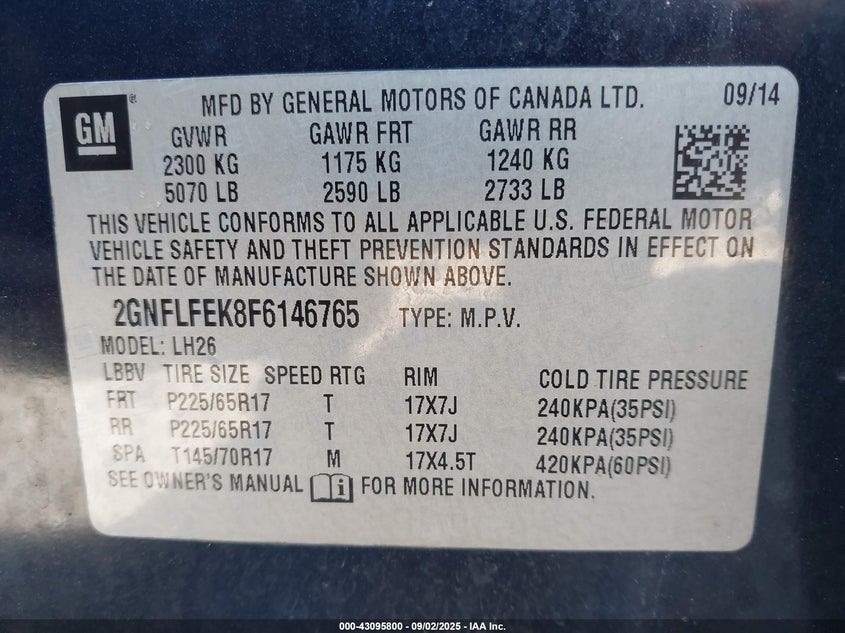 GM ® MFD BY GENERAL MOTORS OF CANADA LTD. 09/14
GVWR GAWR FRT GAWR RR
2300 KG 1175 KG 1240 KG
5070 LB 2590 LB 2733 LB
THIS VEHICLE CONFORMS TO ALL APPLICABLE U.S. FEDERAL MOTOR
VEHICLE SAFETY AND THEFT PREVENTION STANDARDS IN EFFECT ON
THE DATE OF MANUFACTURE SHOWN ABOVE.
2GNFLFEK8F6146765 TYPE: M.P.V.
MODEL: LH26
LBBV TIRE SIZE SPEED RTG RIM COLD TIRE PRESSURE
FRT P225/65R17 T 17X7J 240KPA(35PSI)
RR P225/65R17 T 17X7J 240KPA(35PSI)
SPA T145/70R17 M 17X4.5T 420KPA(60PSI)
SEE OWNER'S MANUAL i FOR MORE INFORMATION.
000-43095800 - 09/02/2025 - IAA Inc.